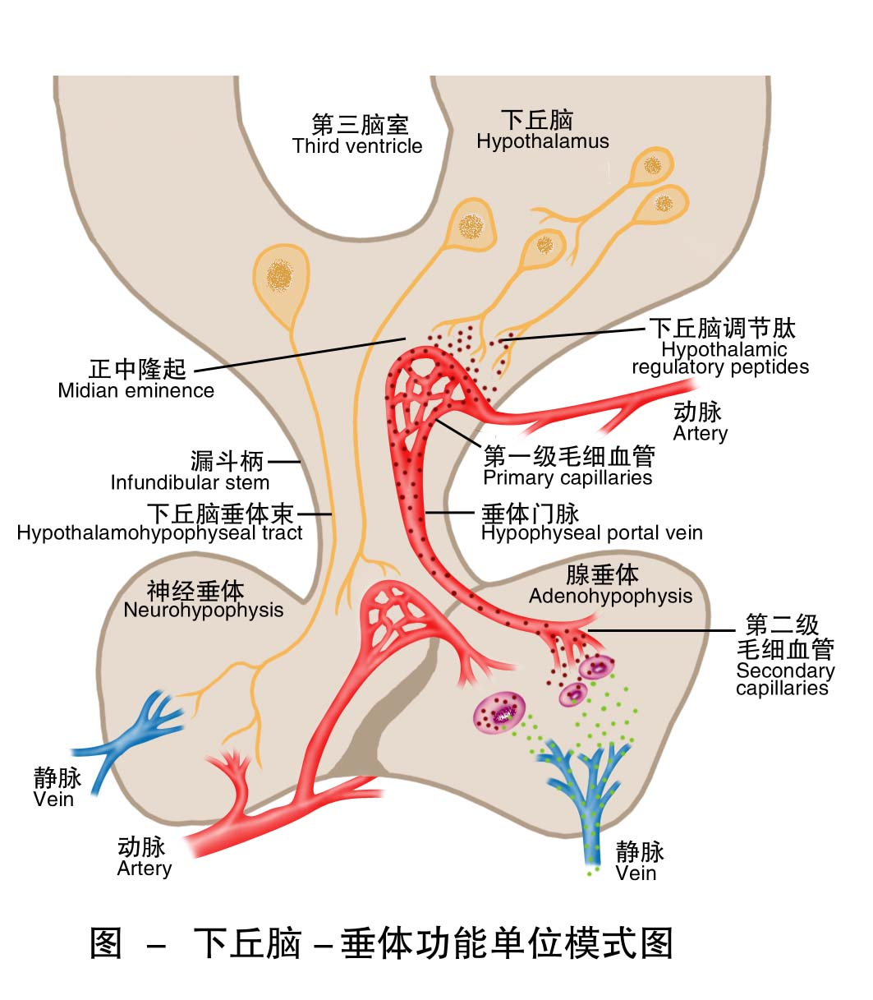 第三脑室
Third ventricle
下丘脑
Hypothalamus
下丘脑调节肽
Hypothalamic
regulatory peptides
正中隆起
Midian eminence
动脉
Artery
第一级毛细血管
Primary capillaries
漏斗柄
Infundibular stem
下丘脑垂体束
Hypothalamohypophyseal tract
垂体门脉
Hypophyseal portal vein
神经垂体
Neurohypophysis
腺垂体
Adenohypophysis
第二级
毛细血管
Secondary
capillaries
静脉
Vein
动脉
Artery
静脉
Vein
图 – 下丘脑 – 垂体功能单位模式图